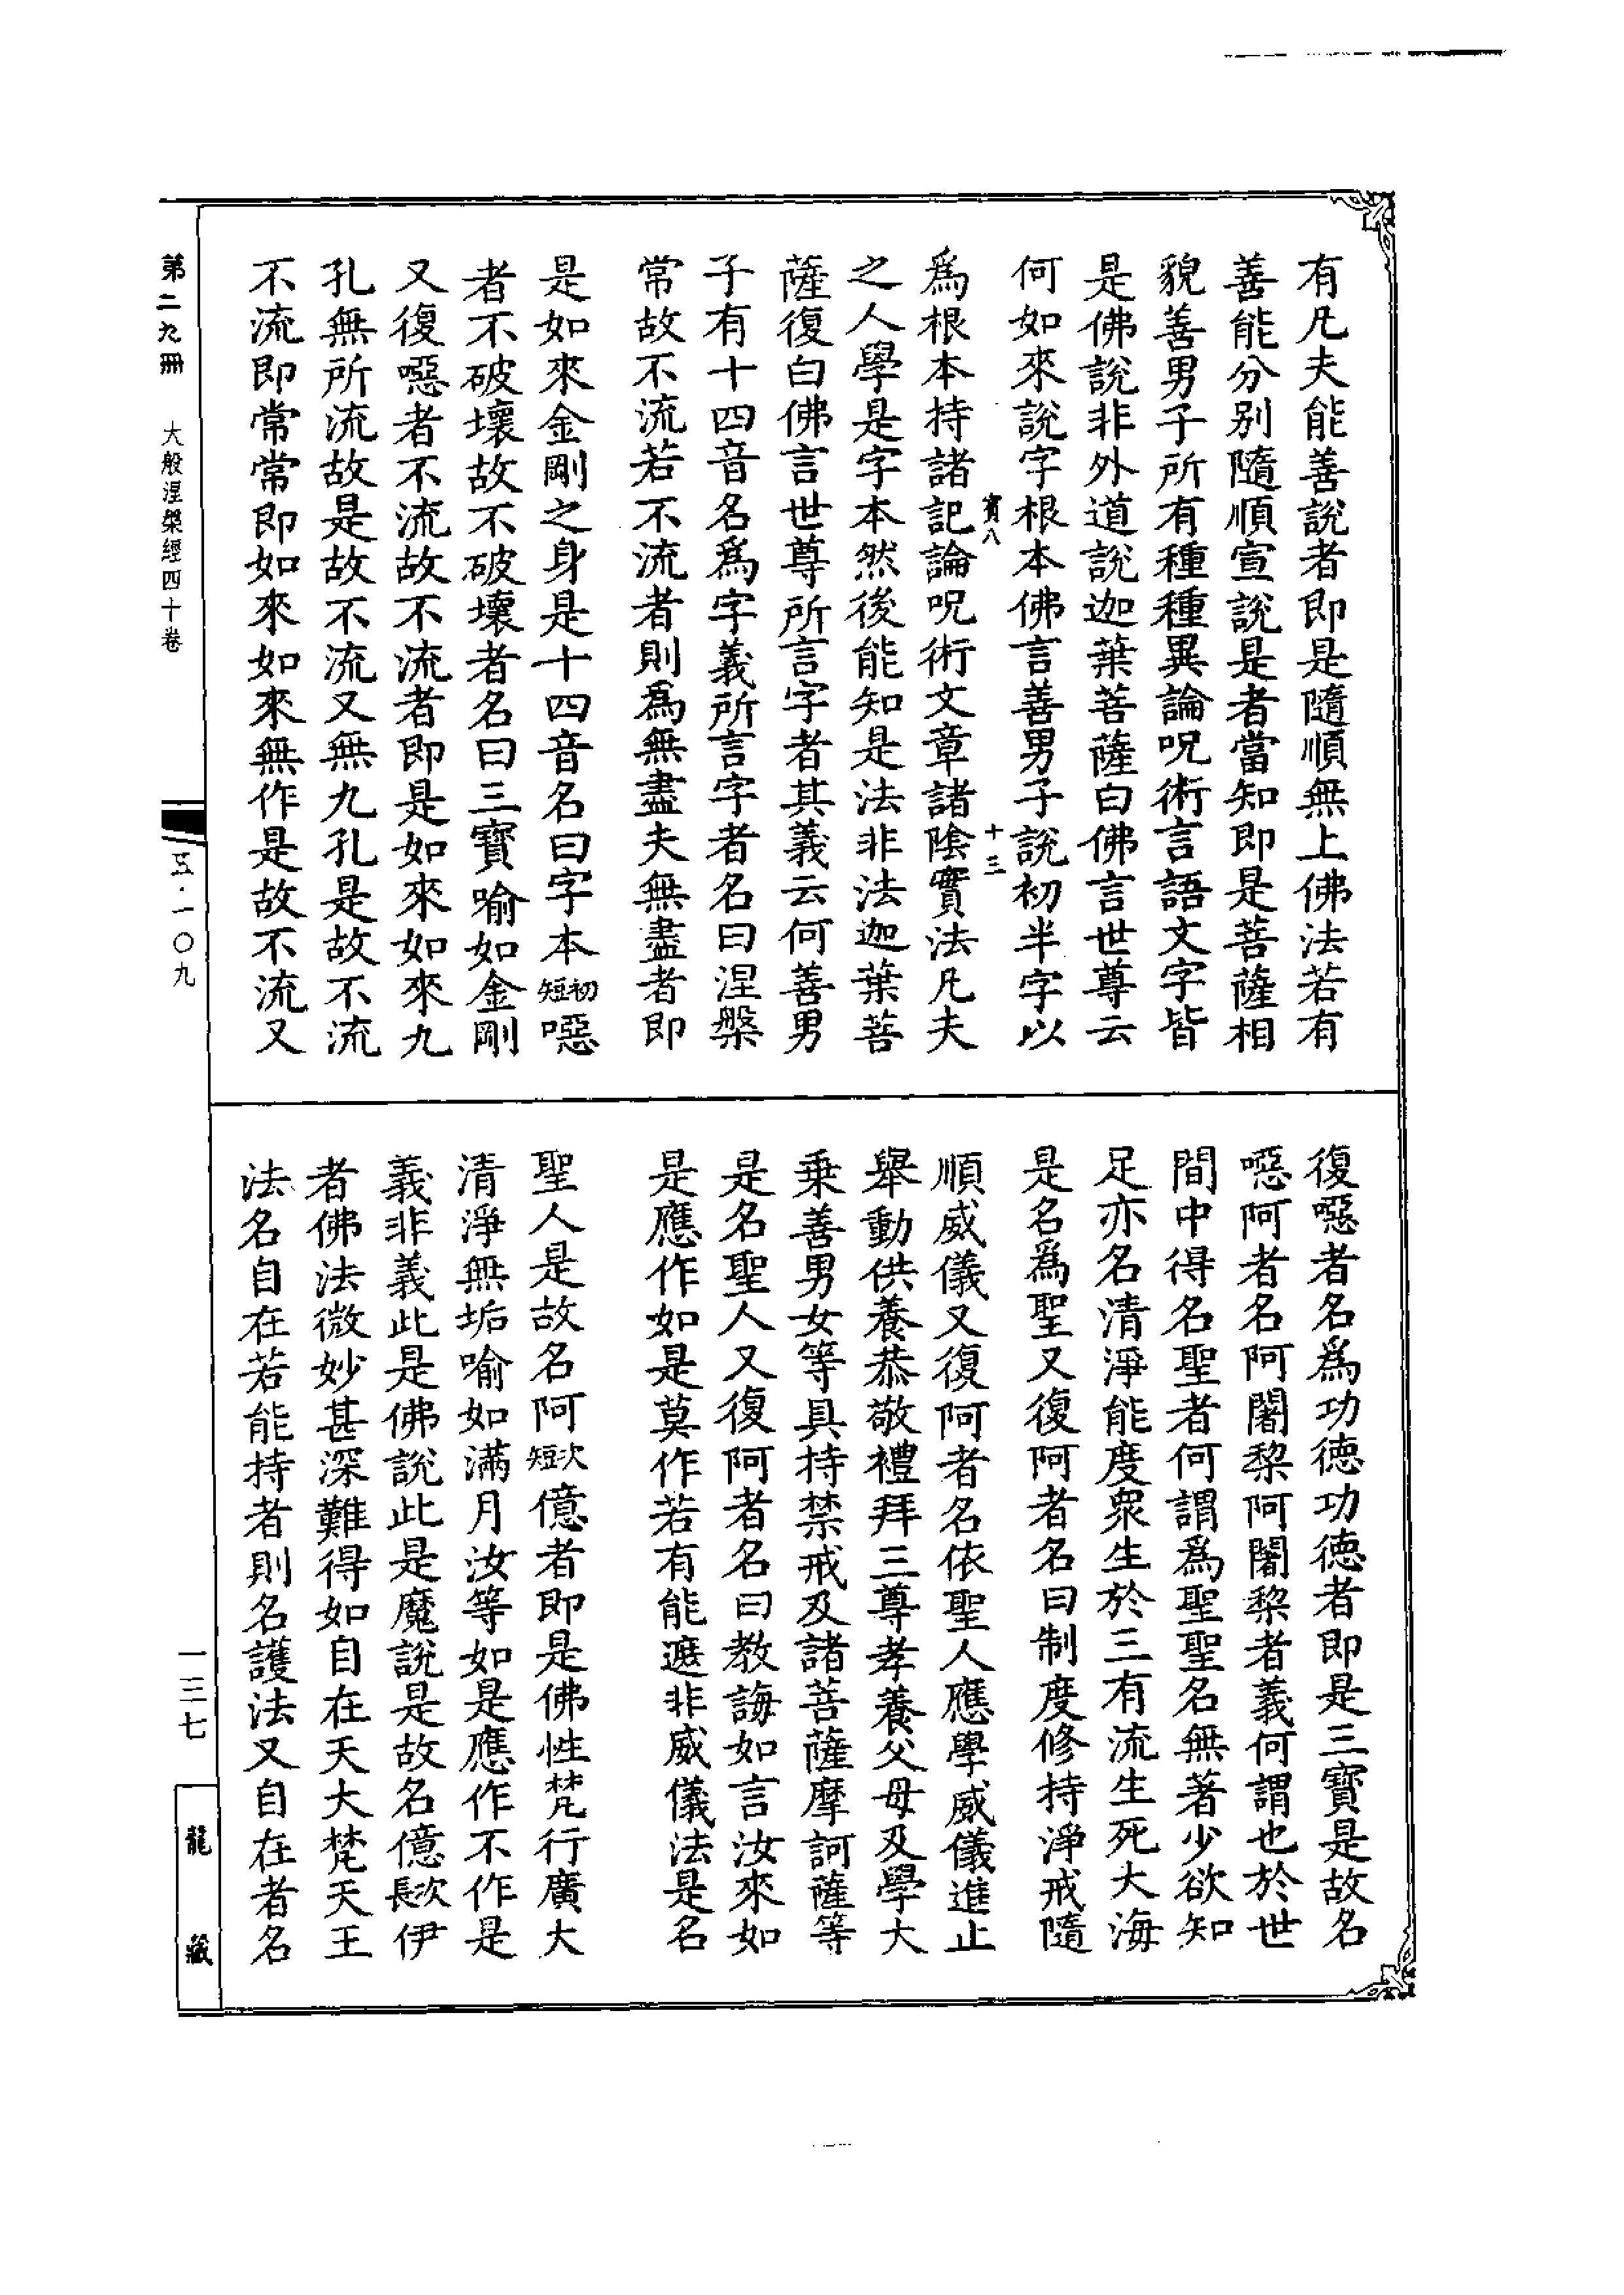 有凡夫能善說者即是隨順無上佛法若有
善能分別隨順宣說是者當知即是菩薩相
貌善男子所有種種異論呪術言語文字皆
是佛說非外道說迦葉菩薩白佛言世尊云
何如來說字根本佛言善男子說初半字以
賓八 十三
爲根本持諸記論呪術文章諸陰實法凡夫
之人學是字本然後能知是法非法迦葉菩
薩復白佛言世尊所言字者其義云何善男
子有十四音名爲字義所言字者名曰涅槃
常故不流若不流者則爲無盡夫無盡者即
是如來金剛之身是十四音名曰字本初短噁
者不破壞故不破壞者名曰三寶喻如金剛
又復噁者不流故不流者即是如來如來九
孔無所流故是故不流又無九孔是故不流
不流即常常即如來如來無作是故不流又
復噁者名爲功德功德者即是三寶是故名
噁阿者名阿闍黎阿闍黎者義何謂也於世
間中得名聖者何謂爲聖聖名無著少欲知
足亦名清淨能度衆生於三有流生死大海
是名爲聖又復阿者名曰制度修持淨戒隨
順威儀又復阿者名依聖人應學威儀進止
舉動供養恭敬禮拜三尊孝養父母及學大
乗善男女等具持禁戒及諸菩薩摩訶薩等
是名聖人又復阿者名曰教誨如言汝來如
是應作如是莫作若有能遮非威儀法是名
聖人是故名阿次短億者即是佛性梵行廣大
清淨無垢喻如滿月汝等如是應作不作是
義非義此是佛說此是魔說是故名億次長伊
者佛法微妙甚深難得如自在天大梵天王
法名自在若能持者則名護法又自在者名
第二九冊 大般涅槃經四十卷
五·一〇九
一三七
龍藏